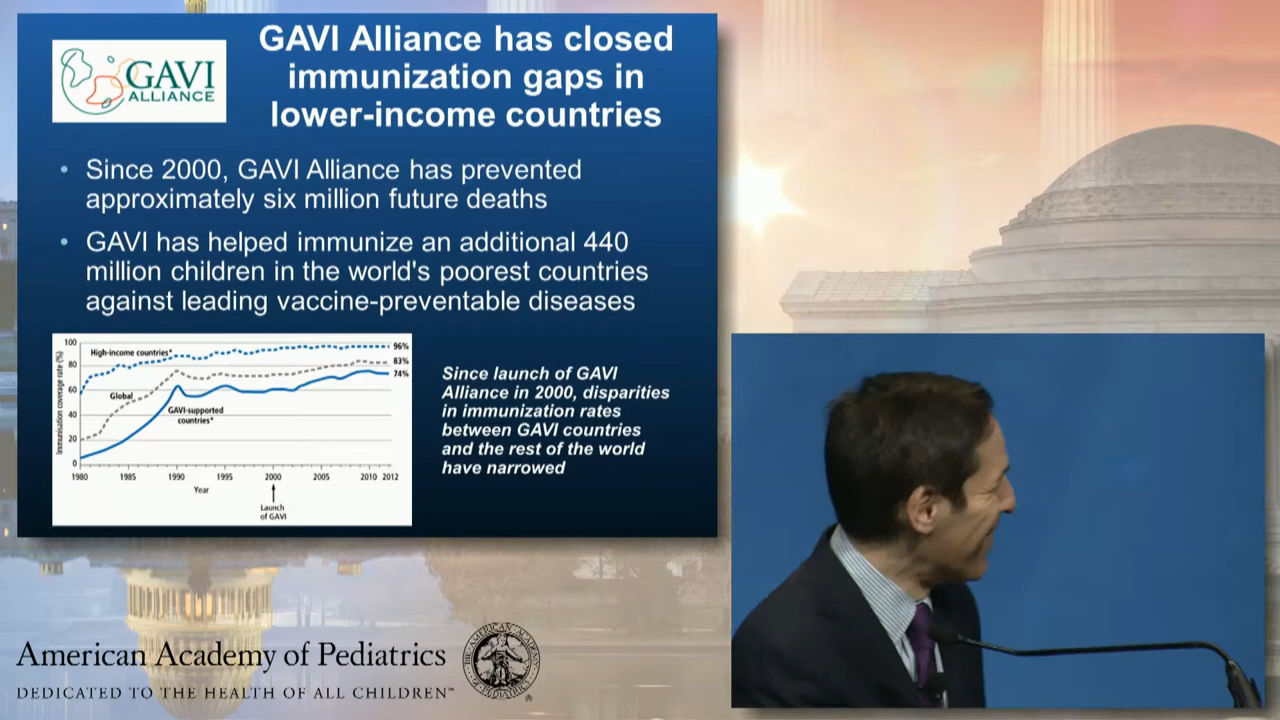 GAVI
ALLIANCE
GAVI Alliance has closed
immunization gaps in
lower-income countries
• Since 2000, GAVI Alliance has prevented
approximately six million future deaths
• GAVI has helped immunize an additional 440
million children in the world's poorest countries
against leading vaccine-preventable diseases
Immunisation coverage rate (%)
100
80
60
40
20
0
High-income countries*
Global
GAVI-supported
countries*
96%
83%
74%
1980 1985 1990 1995 2000 2005 2010 2012
Year
Launch
of GAVI
Since launch of GAVI
Alliance in 2000, disparities
in immunization rates
between GAVI countries
and the rest of the world
have narrowed
American Academy of Pediatrics
DEDICATED TO THE HEALTH OF ALL CHILDREN™
®